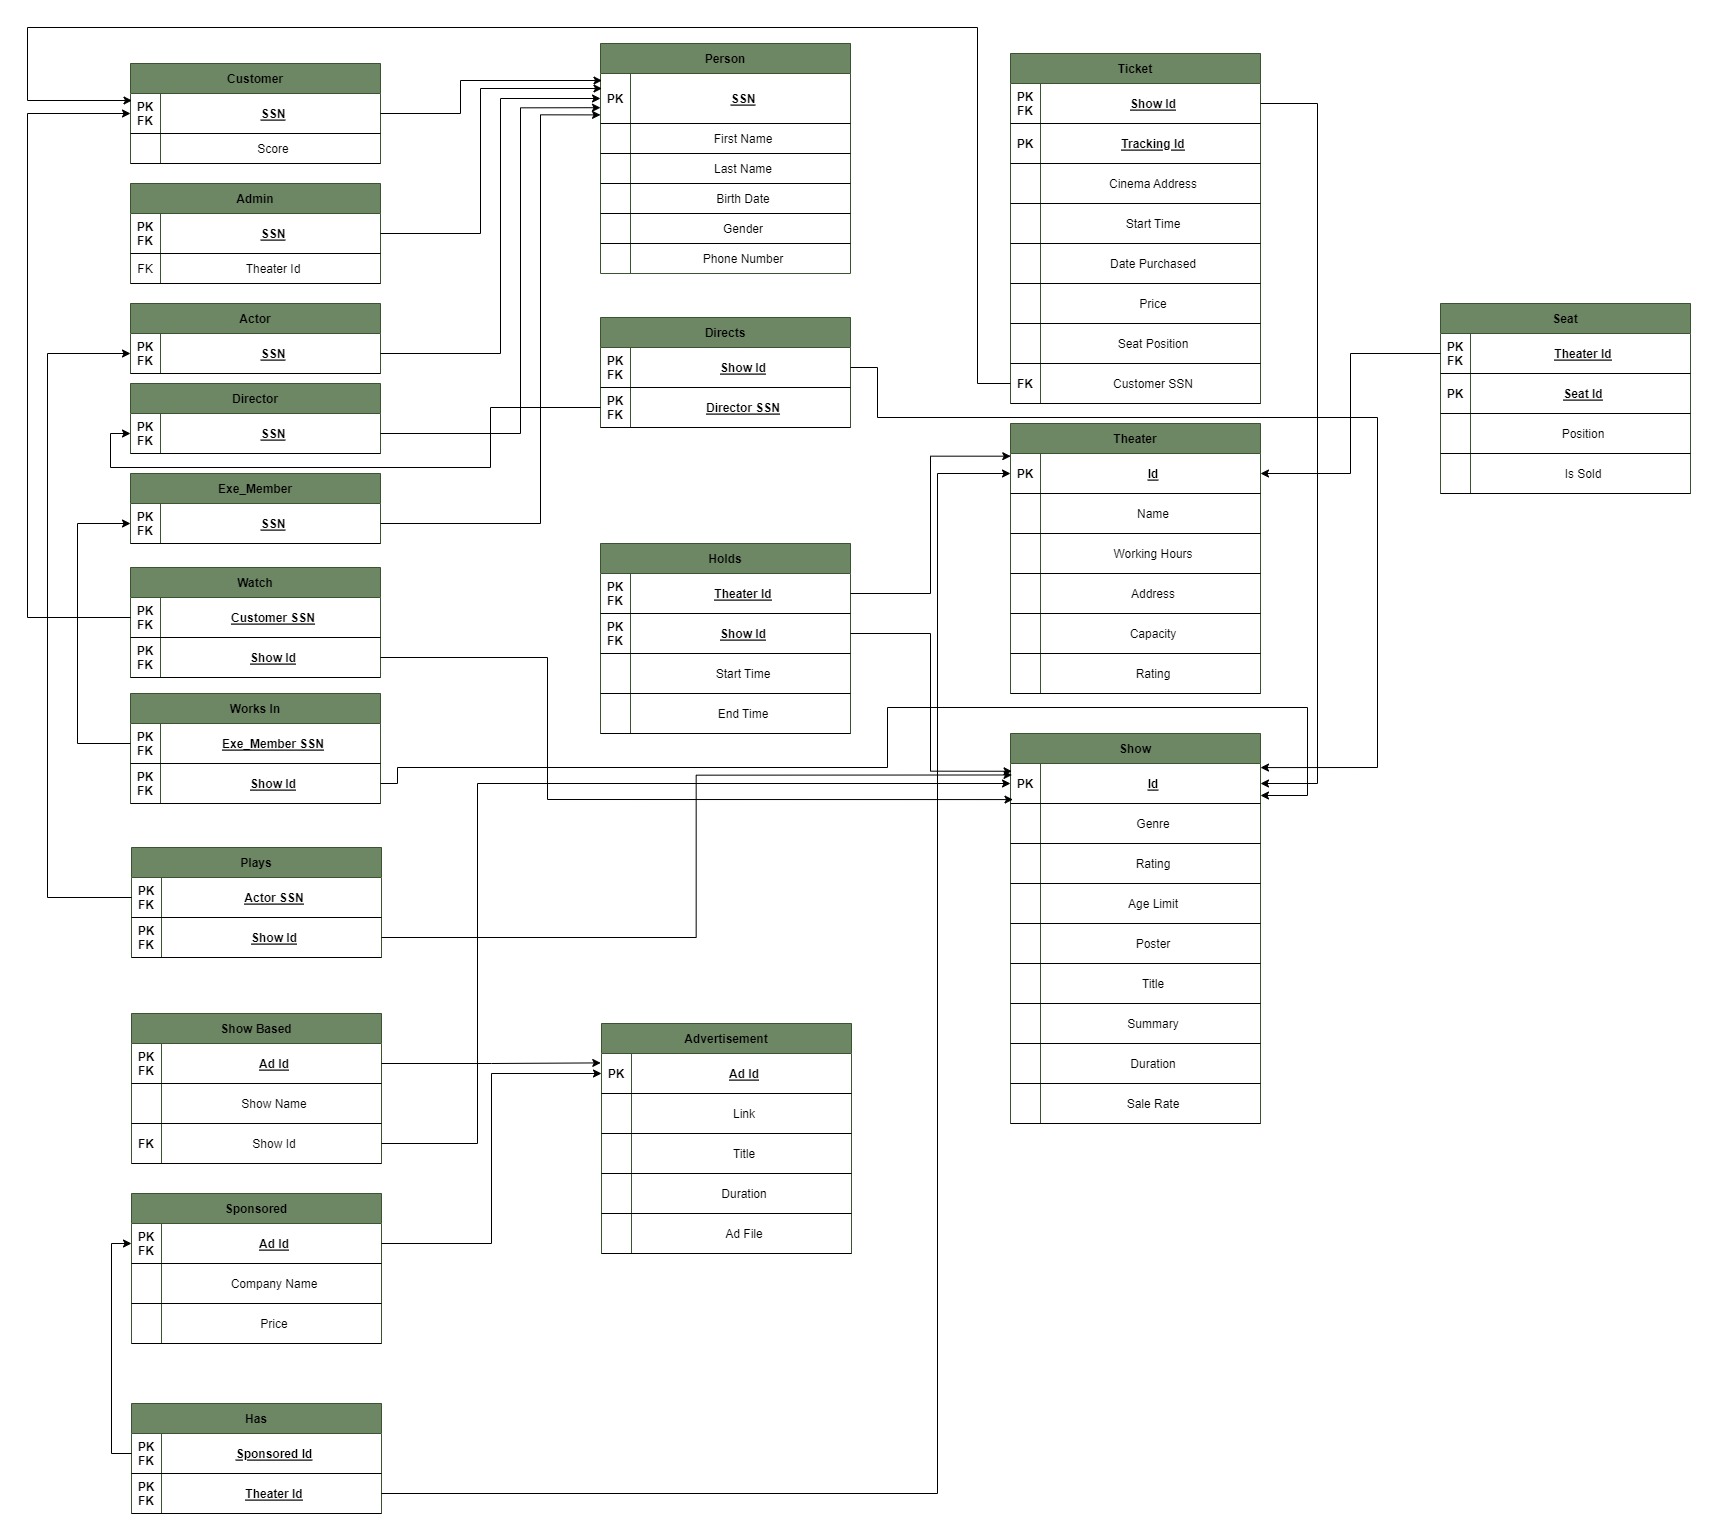 Customer
PK
FK
SSN
Score
Admin
PK
FK
SSN
FK
Theater Id
Actor
PK
FK
SSN
Director
PK
FK
SSN
Exe_Member
PK
FK
SSN
Watch
PK
FK
Customer SSN
PK
FK
Show Id
Works In
PK
FK
Exe_Member SSN
PK
FK
Show Id
Plays
PK
FK
Actor SSN
PK
FK
Show Id
Show Based
PK
FK
Ad Id
Show Name
FK
Show Id
Sponsored
PK
FK
Ad Id
Company Name
Price
Has
PK
FK
Sponsored Id
PK
FK
Theater Id
Person
PK
SSN
First Name
Last Name
Birth Date
Gender
Phone Number
Directs
PK
FK
Show Id
PK
FK
Director SSN
Holds
PK
FK
Theater Id
PK
FK
Show Id
Start Time
End Time
Advertisement
PK
Ad Id
Link
Title
Duration
Ad File
Ticket
PK
FK
Show Id
PK
Tracking Id
Cinema Address
Start Time
Date Purchased
Price
Seat Position
FK
Customer SSN
Theater
PK
Id
Name
Working Hours
Address
Capacity
Rating
Show
PK
Id
Genre
Rating
Age Limit
Poster
Title
Summary
Duration
Sale Rate
Seat
PK
FK
Theater Id
PK
Seat Id
Position
Is Sold